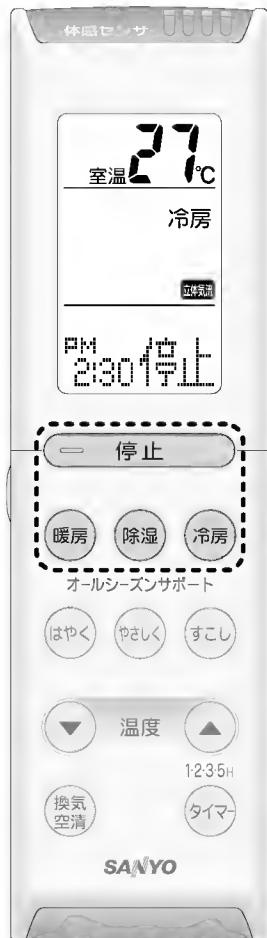 体感センサ
室温27℃
冷房
立体気流
PM
2:30 停止
停止
暖房 除湿 冷房
オールシーズンサポート
はやく やさしく すこし
▼ 温度 ▲
1・2・3・5H
換気
空清
タイマー
SANYO